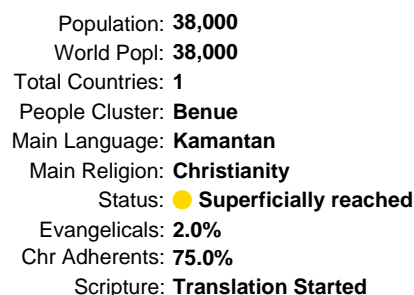 Population: 38,000
World Popl: 38,000
Total Countries: 1
People Cluster: Benue
Main Language: Kamantan
Main Religion: Christianity
Status: Superficially reached
Evangelicals: 2.0%
Chr Adherents: 75.0%
Scripture: Translation Started